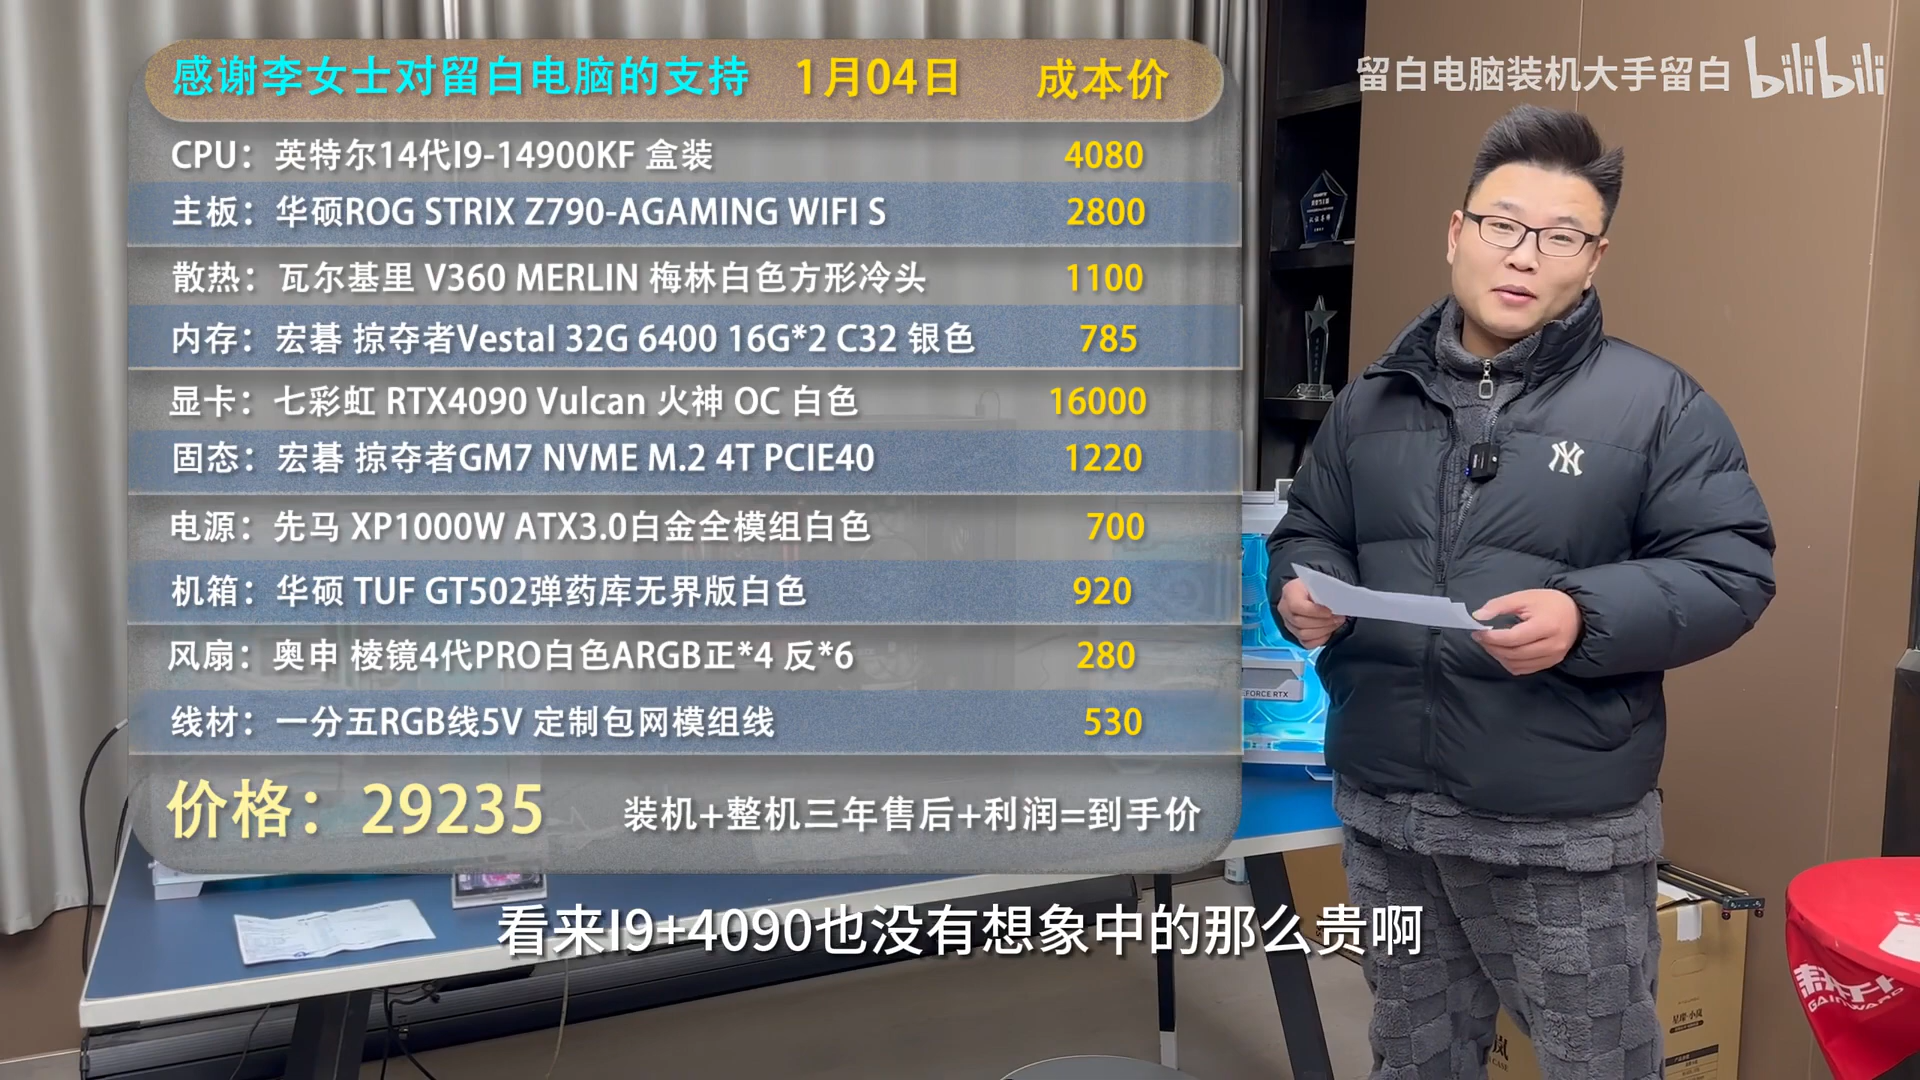 感谢李女士对留白电脑的支持 1月04日 成本价
留白电脑装机大手留白 bilibili
CPU：英特尔14代I9-14900KF 盒装 4080
主板：华硕ROG STRIX Z790-AGAMING WIFI S 2800
散热：瓦尔基里 V360 MERLIN 梅林白色方形冷头 1100
内存：宏碁 掠夺者Vestal 32G 6400 16G*2 C32 银色 785
显卡：七彩虹 RTX4090 Vulcan 火神 OC 白色 16000
固态：宏碁 掠夺者GM7 NVME M.2 4T PCIE40 1220
电源：先马 XP1000W ATX3.0白金全模组白色 700
机箱：华硕 TUF GT502弹药库无界版白色 920
风扇：奥申 棱镜4代PRO白色ARGB正*4 反*6 280
线材：一分五RGB线5V 定制包网模组线 530
价格：29235 装机+整机三年售后+利润=到手价
NY
FORCE RTX
看来I9+4090也没有想象中的那么贵啊
GAINWARD
星岸·小岚
岚
CASE